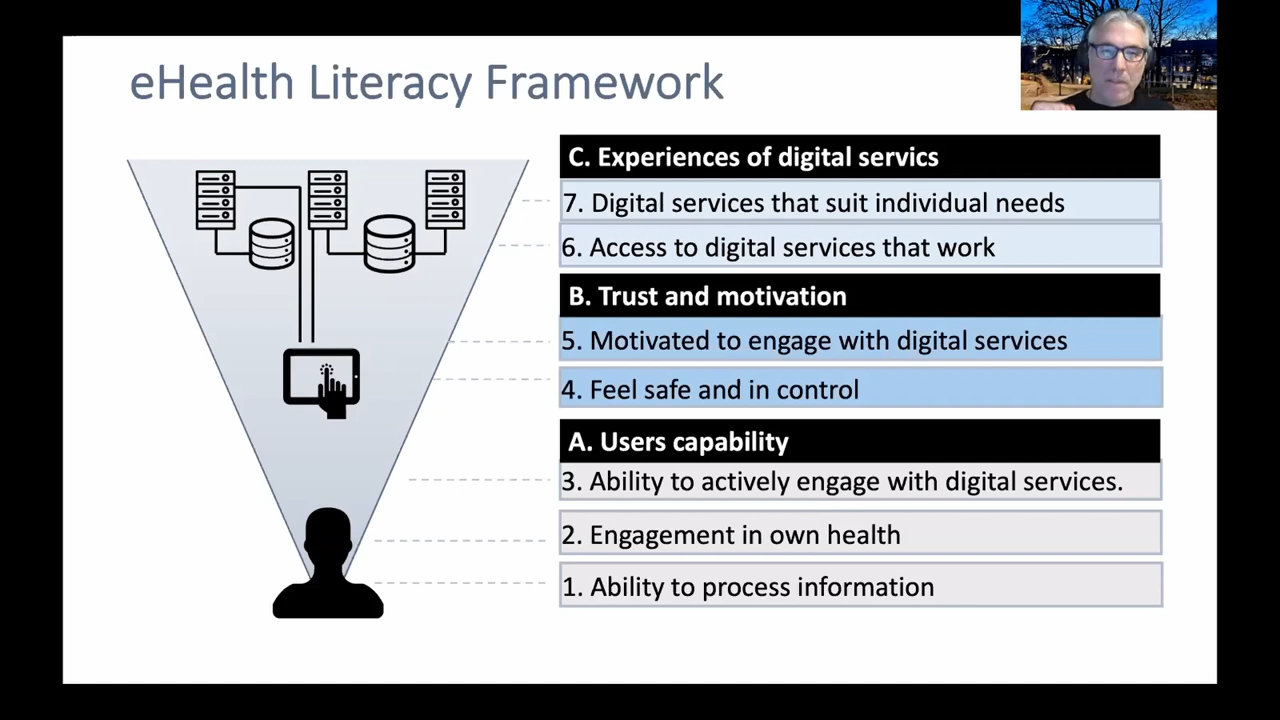 eHealth Literacy Framework
C. Experiences of digital servics
7. Digital services that suit individual needs
6. Access to digital services that work
B. Trust and motivation
5. Motivated to engage with digital services
4. Feel safe and in control
A. Users capability
3. Ability to actively engage with digital services.
2. Engagement in own health
1. Ability to process information